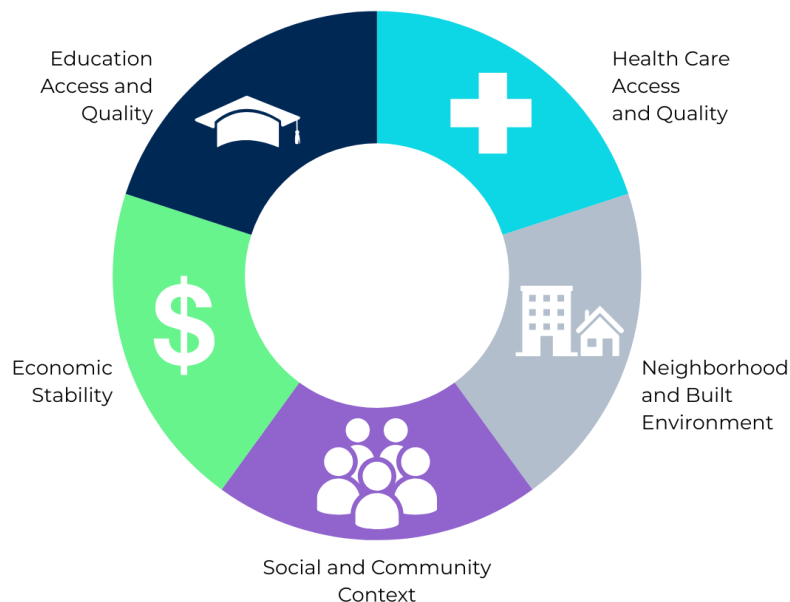 Education
Access and
Quality
Health Care
Access
and Quality
$
Economic
Stability
Neighborhood
and Built
Environment
Social and Community
Context